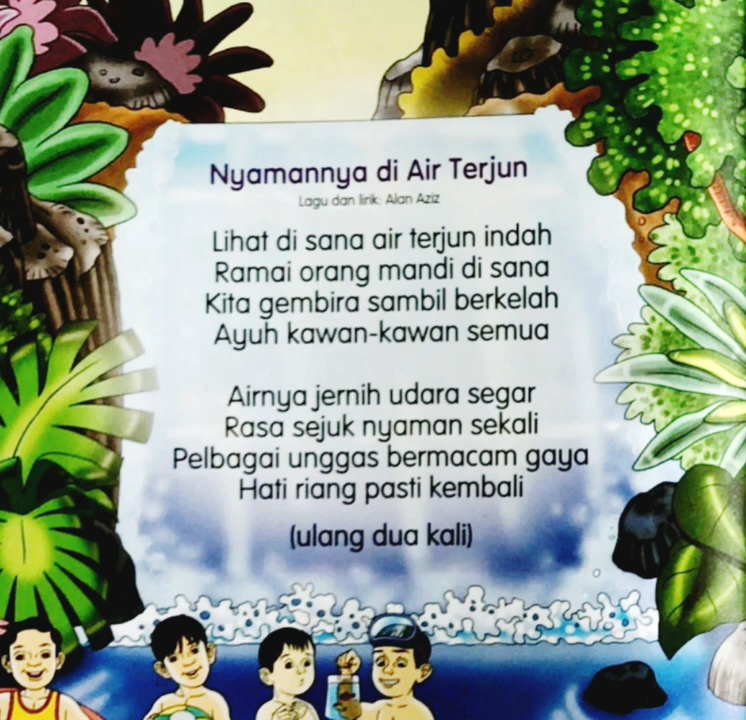 Nyamannya di Air Terjun
Lagu dan lirik: Alan Aziz
Lihat di sana air terjun indah
Ramai orang mandi di sana
Kita gembira sambil berkelah
Ayuh kawan-kawan semua
Airnya jernih udara segar
Rasa sejuk nyaman sekali
Pelbagai unggas bermacam gaya
Hati riang pasti kembali
(ulang dua kali)